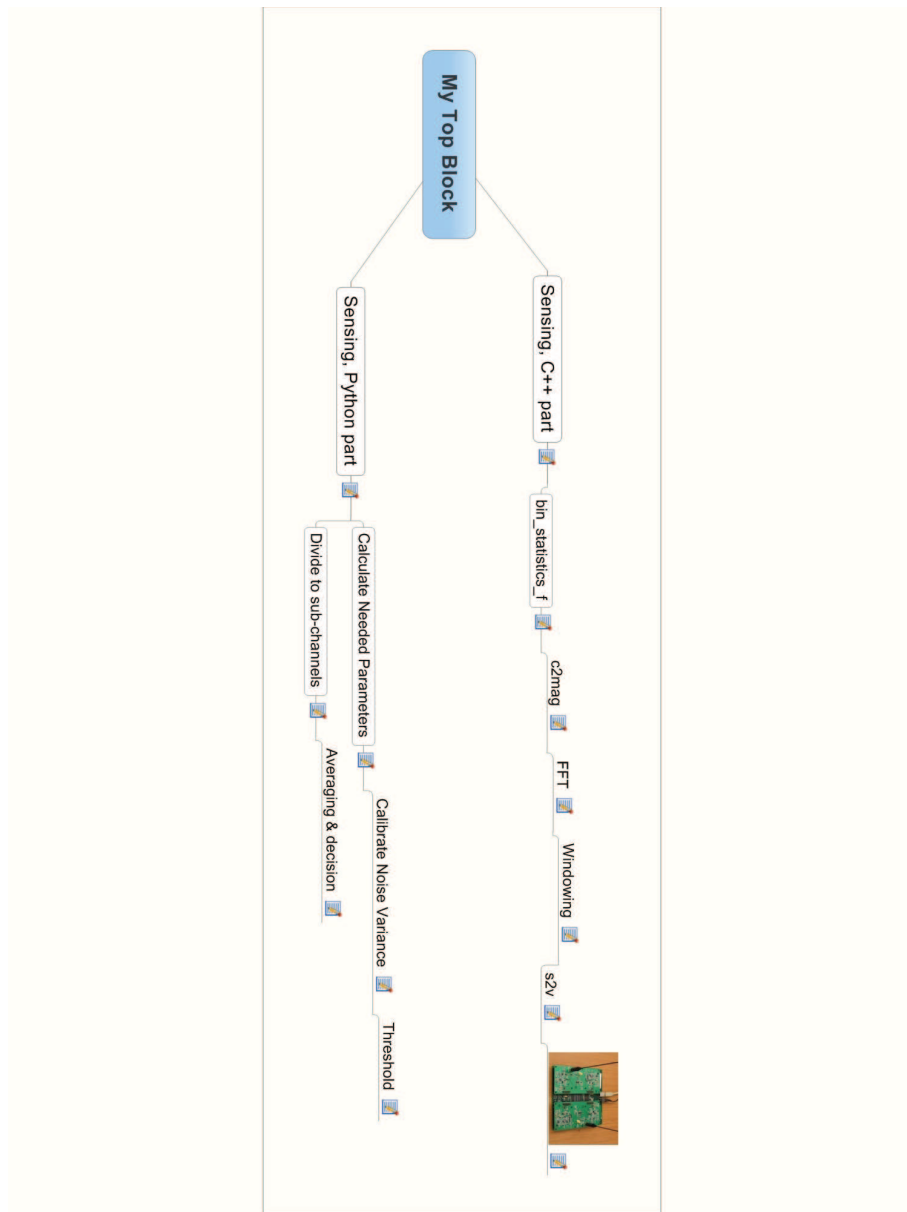 My Top Block
Sensing, C++ part
bin_statistics_f
c2mag
FFT
Windowing
s2v
Sensing, Python part
Calculate Needed Parameters
Calibrate Noise Variance
Threshold
Divide to sub-channels
Averaging & decision